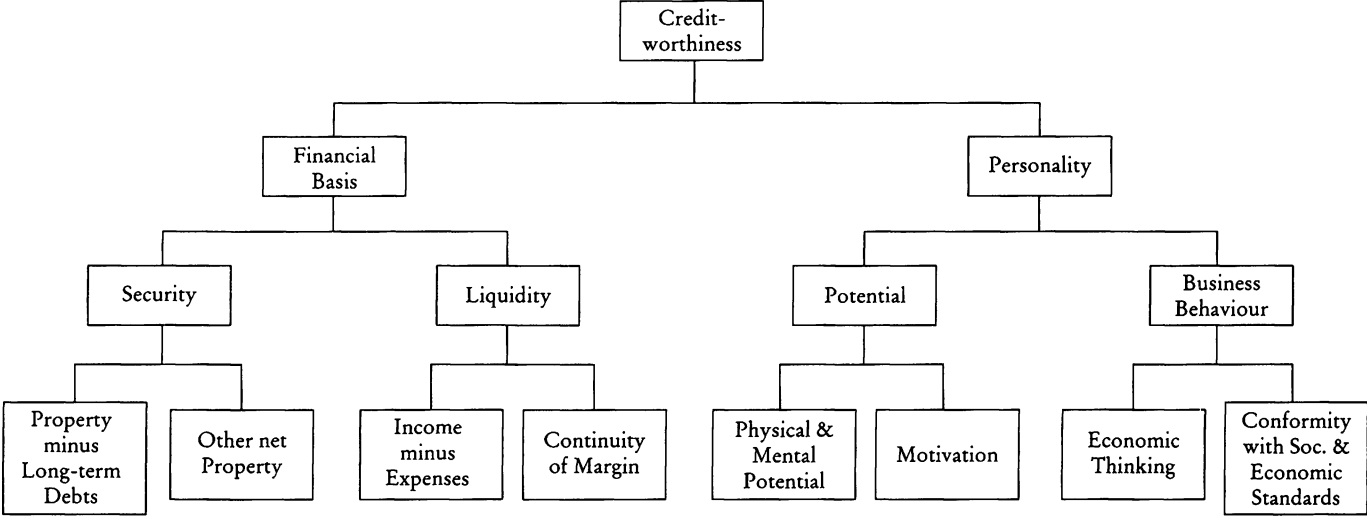 Credit-
worthiness
Financial
Basis
Personality
Security
Liquidity
Potential
Business
Behaviour
Property
minus
Long-term
Debts
Other net
Property
Income
minus
Expenses
Continuity
of Margin
Physical &
Mental
Potential
Motivation
Economic
Thinking
Conformity
with Soc. &
Economic
Standards